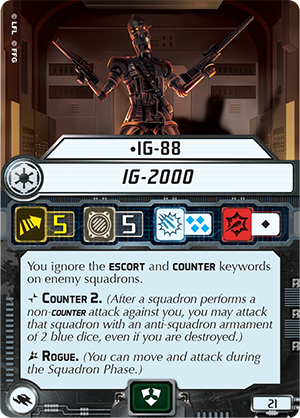 © LFL © FFG
•IG-88
IG-2000
5 5
You ignore the ESCORT and COUNTER keywords
on enemy squadrons.
COUNTER 2. (After a squadron performs a
non-COUNTER attack against you, you may attack
that squadron with an anti-squadron armament
of 2 blue dice, even if you are destroyed.)
ROGUE. (You can move and attack during
the Squadron Phase.)
21